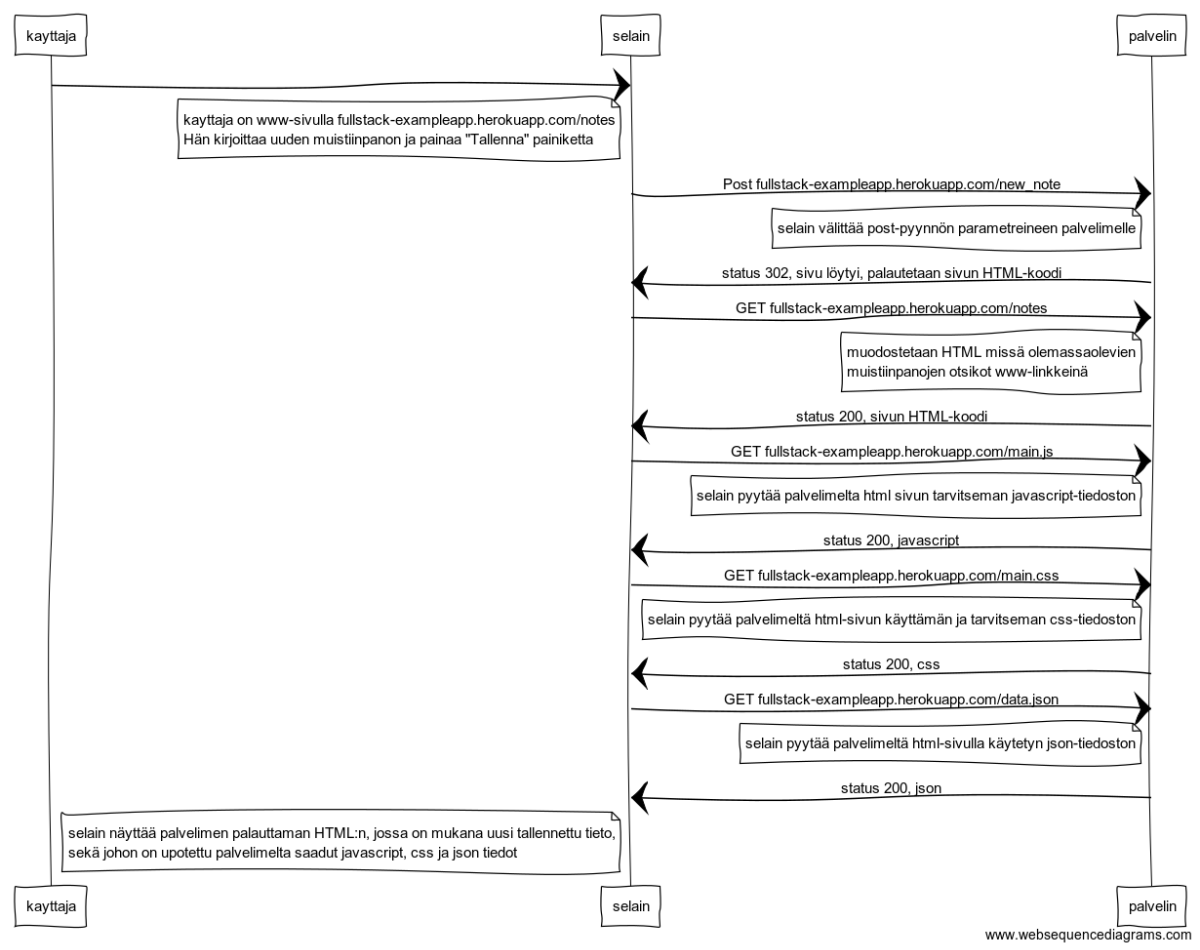 kayttaja
selain
palvelin
kayttaja on www-sivulla fullstack-exampleapp.herokuapp.com/notes
Hän kirjoittaa uuden muistiinpanon ja painaa "Tallenna" painiketta
Post fullstack-exampleapp.herokuapp.com/new_note
selain välittää post-pyynnön parametreineen palvelimelle
status 302, sivu löytyi, palautetaan sivun HTML-koodi
GET fullstack-exampleapp.herokuapp.com/notes
muodostetaan HTML missä olemassaolevien
muistiinpanojen otsikot www-linkkeinä
status 200, sivun HTML-koodi
GET fullstack-exampleapp.herokuapp.com/main.js
selain pyytää palvelimelta html sivun tarvitseman javascript-tiedoston
status 200, javascript
GET fullstack-exampleapp.herokuapp.com/main.css
selain pyytää palvelimeltä html-sivun käyttämän ja tarvitseman css-tiedoston
status 200, css
GET fullstack-exampleapp.herokuapp.com/data.json
selain pyytää palvelimeltä html-sivulla käytetyn json-tiedoston
status 200, json
selain näyttää palvelimen palauttaman HTML:n, jossa on mukana uusi tallennettu tieto,
sekä johon on upotettu palvelimelta saadut javascript, css ja json tiedot
kayttaja
selain
palvelin
www.websequencediagrams.com